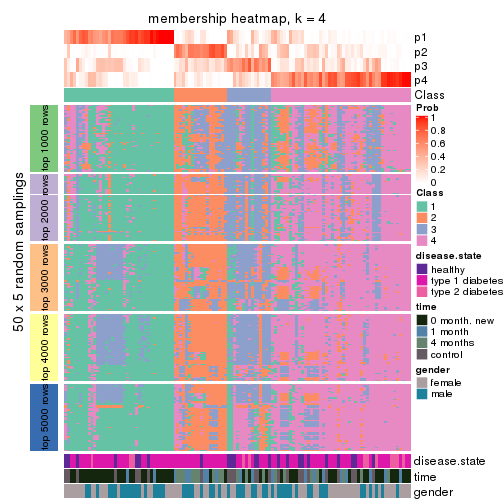 membership heatmap, k = 4
p1
p2
p3
p4
Class
50 x 5 random samplings
top 1000 rows
top 2000 rows
top 3000 rows
top 4000 rows
top 5000 rows
Prob
1
0.8
0.6
0.4
0.2
0
Class
1
2
3
4
disease.state
healthy
type 1 diabetes
type 2 diabetes
time
0 month. new
1 month
4 months
control
gender
female
male
disease.state
time
gender